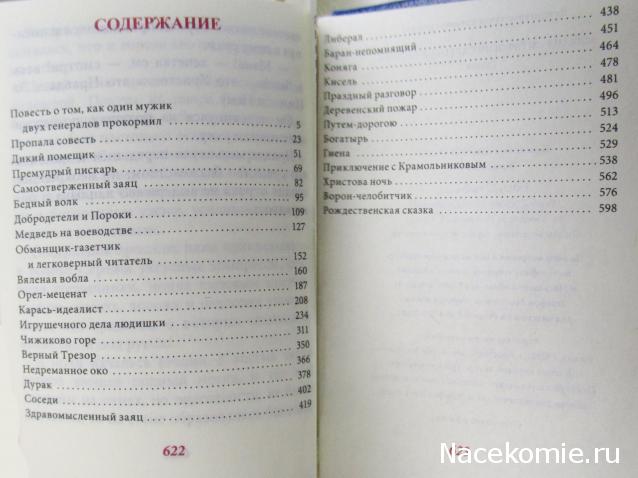 СОДЕРЖАНИЕ
Повесть о том, как один мужик
двух генералов прокормил 5
Пропала совесть 23
Дикий помещик 51
Премудрый пискарь 69
Самоотверженный заяц 82
Бедный волк 95
Добродетели и Пороки 109
Медведь на воеводстве 127
Обманщик-газетчик
и легковерный читатель 152
Вяленая вобла 160
Орел-меценат 187
Карась-идеалист 208
Игрушечного дела людишки 234
Чижиково горе 311
Верный Трезор 350
Недреманное око 366
Дурак 378
Соседи 402
Здравомысленный заяц 419
622
Либерал 438
Баран-непомнящий 451
Коняга 464
Кисель 478
Праздный разговор 481
Деревенский пожар 496
Путем-дорогою 513
Богатырь 524
Гиена 529
Приключение с Крамольниковым 538
Христова ночь 562
Ворон-челобитчик 576
Рождественская сказка 598
Nacekomie.ru